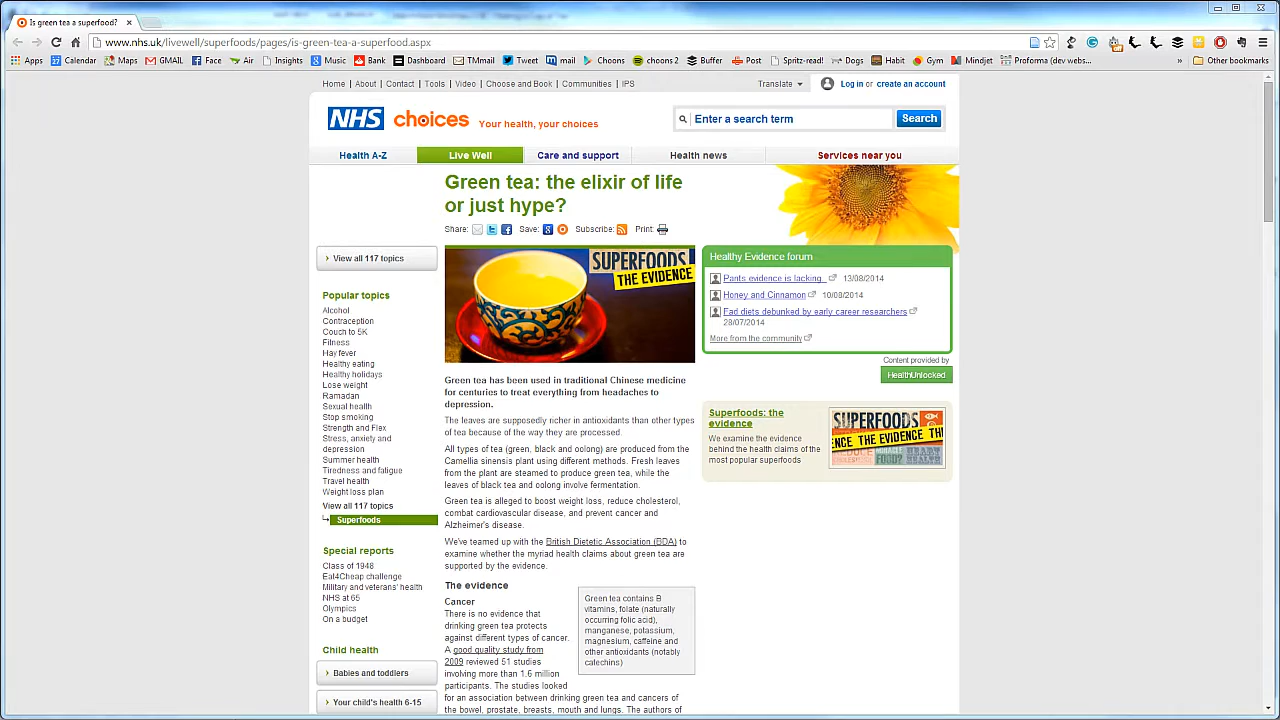 Is green tea a superfood?
www.nhs.uk/livewell/superfoods/pages/is-green-tea-a-superfood.aspx
Apps Calendar Maps GMAIL Face Air Insights Music Bank Dashboard TMmail Tweet mail Choons choons 2 Buffer Post Spritz-read! Dogs Habit Gym Mindjet Proforma (dev webs... » Other bookmarks
Home | About | Contact | Tools | Video | Choose and Book | Communities | IPS
Translate
Log in or create an account
NHS choices Your health, your choices
Enter a search term
Search
Health A-Z
Live Well
Care and support
Health news
Services near you
Green tea: the elixir of life
or just hype?
Share: Save: Subscribe: Print:
View all 117 topics
Popular topics
Alcohol
Contraception
Couch to 5K
Fitness
Hay fever
Healthy eating
Healthy holidays
Lose weight
Ramadan
Sexual health
Stop smoking
Strength and Flex
Stress, anxiety and
depression
Summer health
Tiredness and fatigue
Travel health
Weight loss plan
View all 117 topics
Superfoods
Special reports
Class of 1948
Eat4Cheap challenge
Military and veterans' health
NHS at 65
Olympics
On a budget
Child health
Babies and toddlers
Your child's health 6-15
SUPERFOODS
THE EVIDENCE
Green tea has been used in traditional Chinese medicine
for centuries to treat everything from headaches to
depression.
The leaves are supposedly richer in antioxidants than other types
of tea because of the way they are processed.
All types of tea (green, black and oolong) are produced from the
Camellia sinensis plant using different methods. Fresh leaves
from the plant are steamed to produce green tea, while the
leaves of black tea and oolong involve fermentation.
Green tea is alleged to boost weight loss, reduce cholesterol,
combat cardiovascular disease, and prevent cancer and
Alzheimer's disease.
We've teamed up with the British Dietetic Association (BDA) to
examine whether the myriad health claims about green tea are
supported by the evidence.
The evidence
Cancer
There is no evidence that
drinking green tea protects
against different types of cancer.
A good quality study from
2009 reviewed 51 studies
involving more than 1.6 million
participants. The studies looked
for an association between drinking green tea and cancers of
the bowel, prostate, breasts, mouth and lungs. The authors of
Green tea contains B
vitamins, folate (naturally
occurring folic acid),
manganese, potassium,
magnesium, caffeine and
other antioxidants (notably
catechins)
Healthy Evidence forum
Pants evidence is lacking... 13/08/2014
Honey and Cinnamon 10/08/2014
Fad diets debunked by early career researchers
28/07/2014
More from the community
Content provided by
HealthUnlocked
Superfoods: the
evidence
We examine the evidence
behind the health claims of the
most popular superfoods
SUPERFOODS
THE EVIDENCE